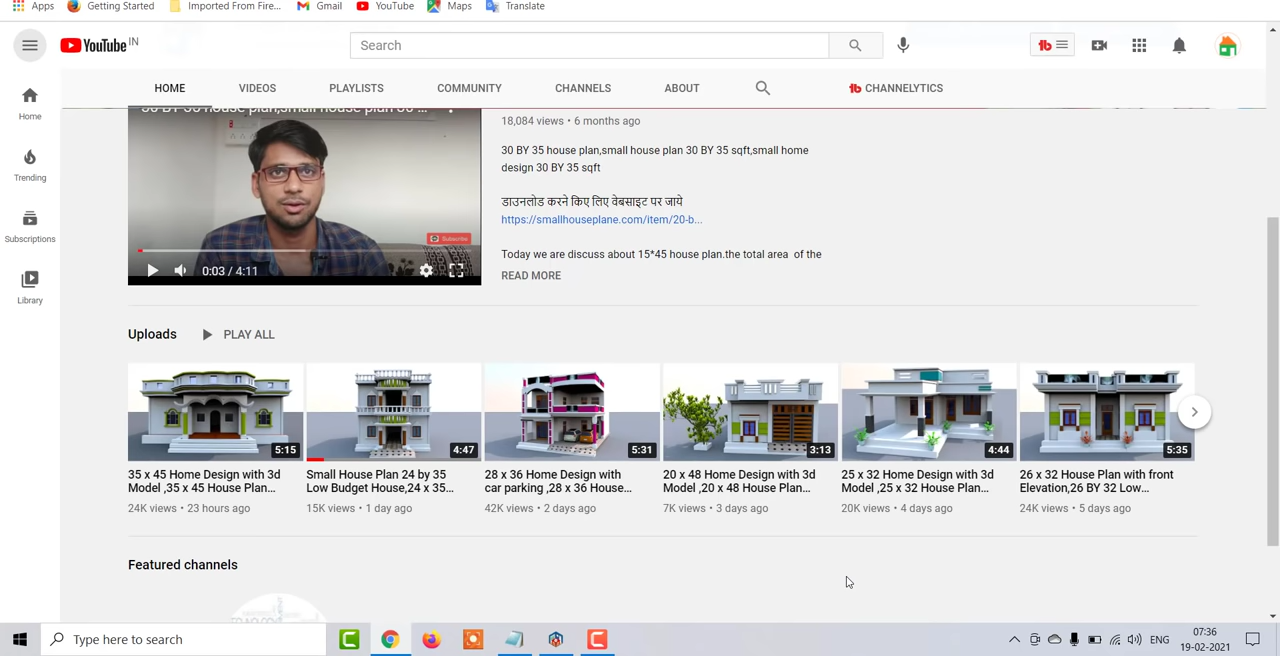 Apps Getting Started Imported From Fire... Gmail YouTube Maps Translate
YouTube IN
Search
HOME VIDEOS PLAYLISTS COMMUNITY CHANNELS ABOUT CHANNELYTICS
Home
Trending
Subscriptions
Library
30 BY 35 house plan,small house plan 30 ...
Subscribe
0:03 / 4:11
18,084 views • 6 months ago
30 BY 35 house plan,small house plan 30 BY 35 sqft,small home
design 30 BY 35 sqft
डाउनलोड करने किए लिए वेबसाइट पर जाये
https://smallhouseplane.com/item/20-b...
Today we are discuss about 15*45 house plan.the total area of the
READ MORE
Uploads PLAY ALL
5:15 4:47 5:31 3:13 4:44 5:35
35 x 45 Home Design with 3d
Model ,35 x 45 House Plan...
24K views • 23 hours ago
Small House Plan 24 by 35
Low Budget House,24 x 35...
15K views • 1 day ago
28 x 36 Home Design with
car parking ,28 x 36 House...
42K views • 2 days ago
20 x 48 Home Design with 3d
Model ,20 x 48 House Plan...
7K views • 3 days ago
25 x 32 Home Design with 3d
Model ,25 x 32 House Plan...
20K views • 4 days ago
26 x 32 House Plan with front
Elevation,26 BY 32 Low...
24K views • 5 days ago
Featured channels
Type here to search
ENG
07:36
19-02-2021